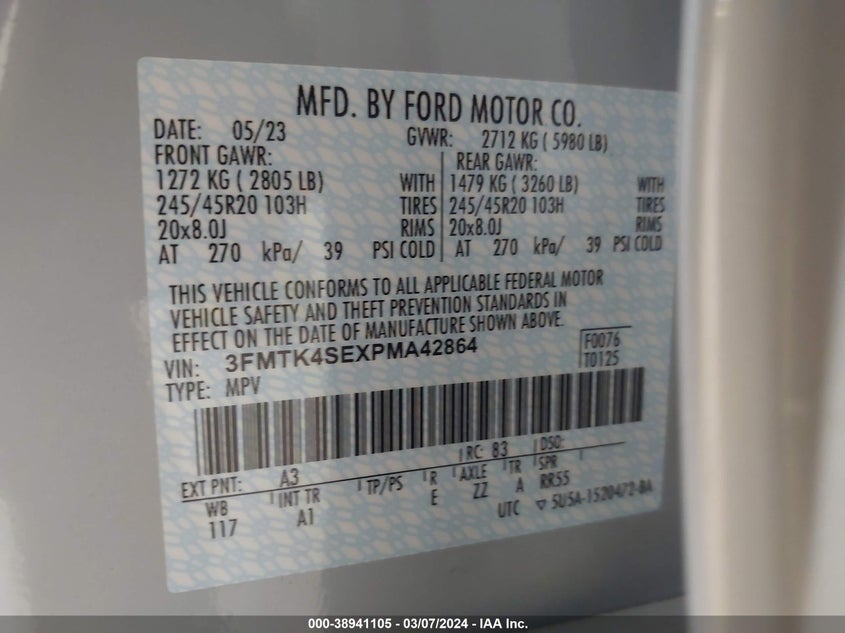 MFD. BY FORD MOTOR CO.
DATE: 05/23 GVWR: 2712 KG ( 5980 LB)
FRONT GAWR: REAR GAWR:
1272 KG ( 2805 LB) WITH 1479 KG ( 3260 LB) WITH
245/45R20 103H TIRES 245/45R20 103H TIRES
20x8.0J RIMS 20x8.0J RIMS
AT 270 kPa/ 39 PSI COLD AT 270 kPa/ 39 PSI COLD
THIS VEHICLE CONFORMS TO ALL APPLICABLE FEDERAL MOTOR
VEHICLE SAFETY AND THEFT PREVENTION STANDARDS IN
EFFECT ON THE DATE OF MANUFACTURE SHOWN ABOVE.
VIN: 3FMTK4SEXPMA42864 F0076
TYPE: MPV T0125
EXT PNT: A3 RC: 83 DSO:
WB INT TR TP/PS R AXLE TR SPR
117 A1 E ZZ A RR55
UTC ▽ 5U5A-1520472-BA
000-38941105 - 03/07/2024 - IAA Inc.